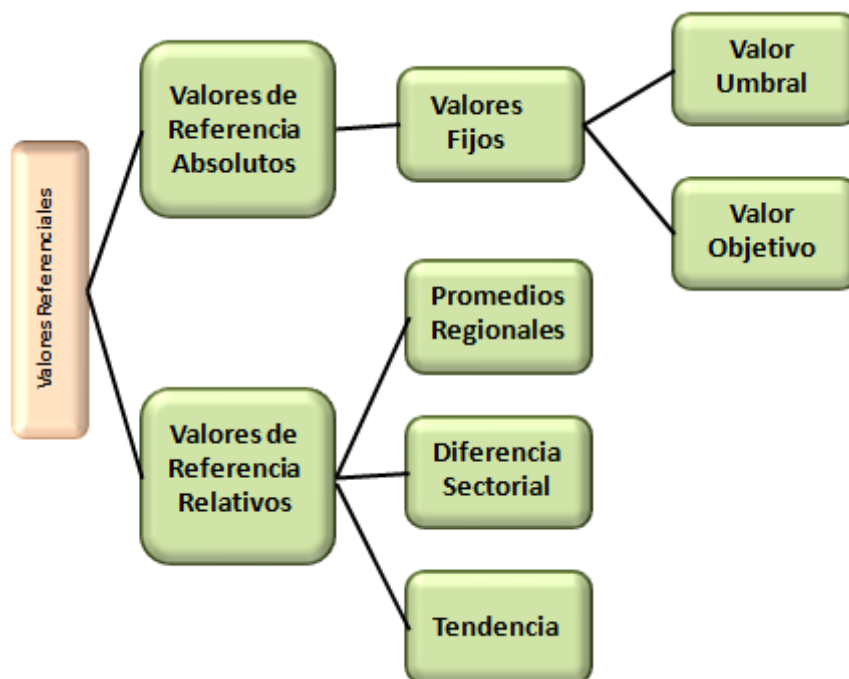 Valores Referenciales
Valores de
Referencia
Absolutos
Valores
Fijos
Valor
Umbral
Valor
Objetivo
Valores de
Referencia
Relativos
Promedios
Regionales
Diferencia
Sectorial
Tendencia